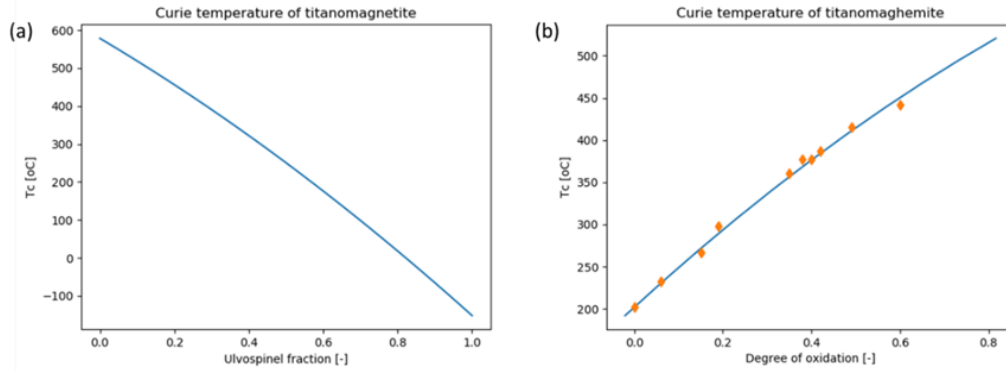 (a)
Curie temperature of titanomagnetite
600
500
400
300
200
100
0
−100
Tc [oC]
0.0 0.2 0.4 0.6 0.8 1.0
Ulvospinel fraction [-]
(b)
Curie temperature of titanomaghemite
500
450
400
350
300
250
200
Tc [oC]
0.0 0.2 0.4 0.6 0.8
Degree of oxidation [-]